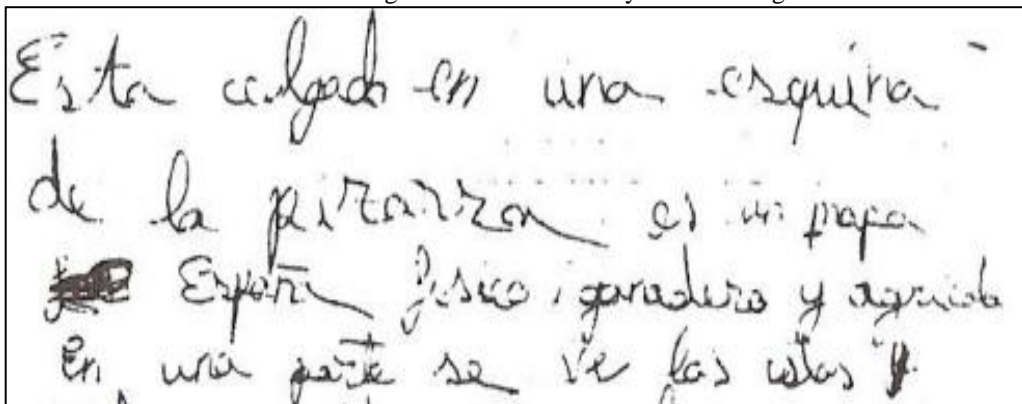 Esta colgado en una esquina
de la pizarra es un mapa
España fisico, ganadero y agricola
En una parte se ve las islas y